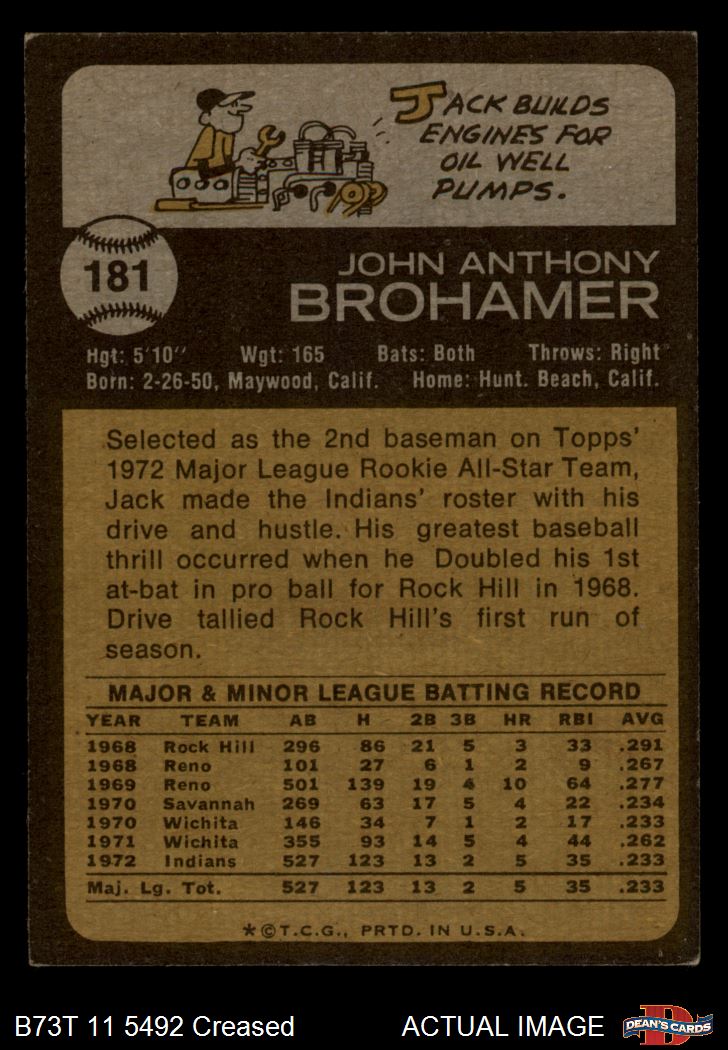 JACK BUILDS
ENGINES FOR
OIL WELL
PUMPS.
181
JOHN ANTHONY
BROHAMER
Hgt: 5'10" Wgt: 165 Bats: Both Throws: Right
Born: 2-26-50, Maywood, Calif. Home: Hunt. Beach, Calif.
Selected as the 2nd baseman on Topps'
1972 Major League Rookie All-Star Team,
Jack made the Indians' roster with his
drive and hustle. His greatest baseball
thrill occurred when he Doubled his 1st
at-bat in pro ball for Rock Hill in 1968.
Drive tallied Rock Hill's first run of
season.
MAJOR & MINOR LEAGUE BATTING RECORD
YEAR TEAM AB H 2B 3B HR RBI AVG
1968 Rock Hill 296 86 21 5 3 33 .291
1968 Reno 101 27 6 1 2 9 .267
1969 Reno 501 139 19 4 10 64 .277
1970 Savannah 269 63 17 5 4 22 .234
1970 Wichita 146 34 7 1 2 17 .233
1971 Wichita 355 93 14 5 4 44 .262
1972 Indians 527 123 13 2 5 35 .233
Maj. Lg. Tot. 527 123 13 2 5 35 .233
*©T.C.G., PRTD. IN U.S.A.
B73T 11 5492 Creased ACTUAL IMAGE
D
DEAN'S CARDS